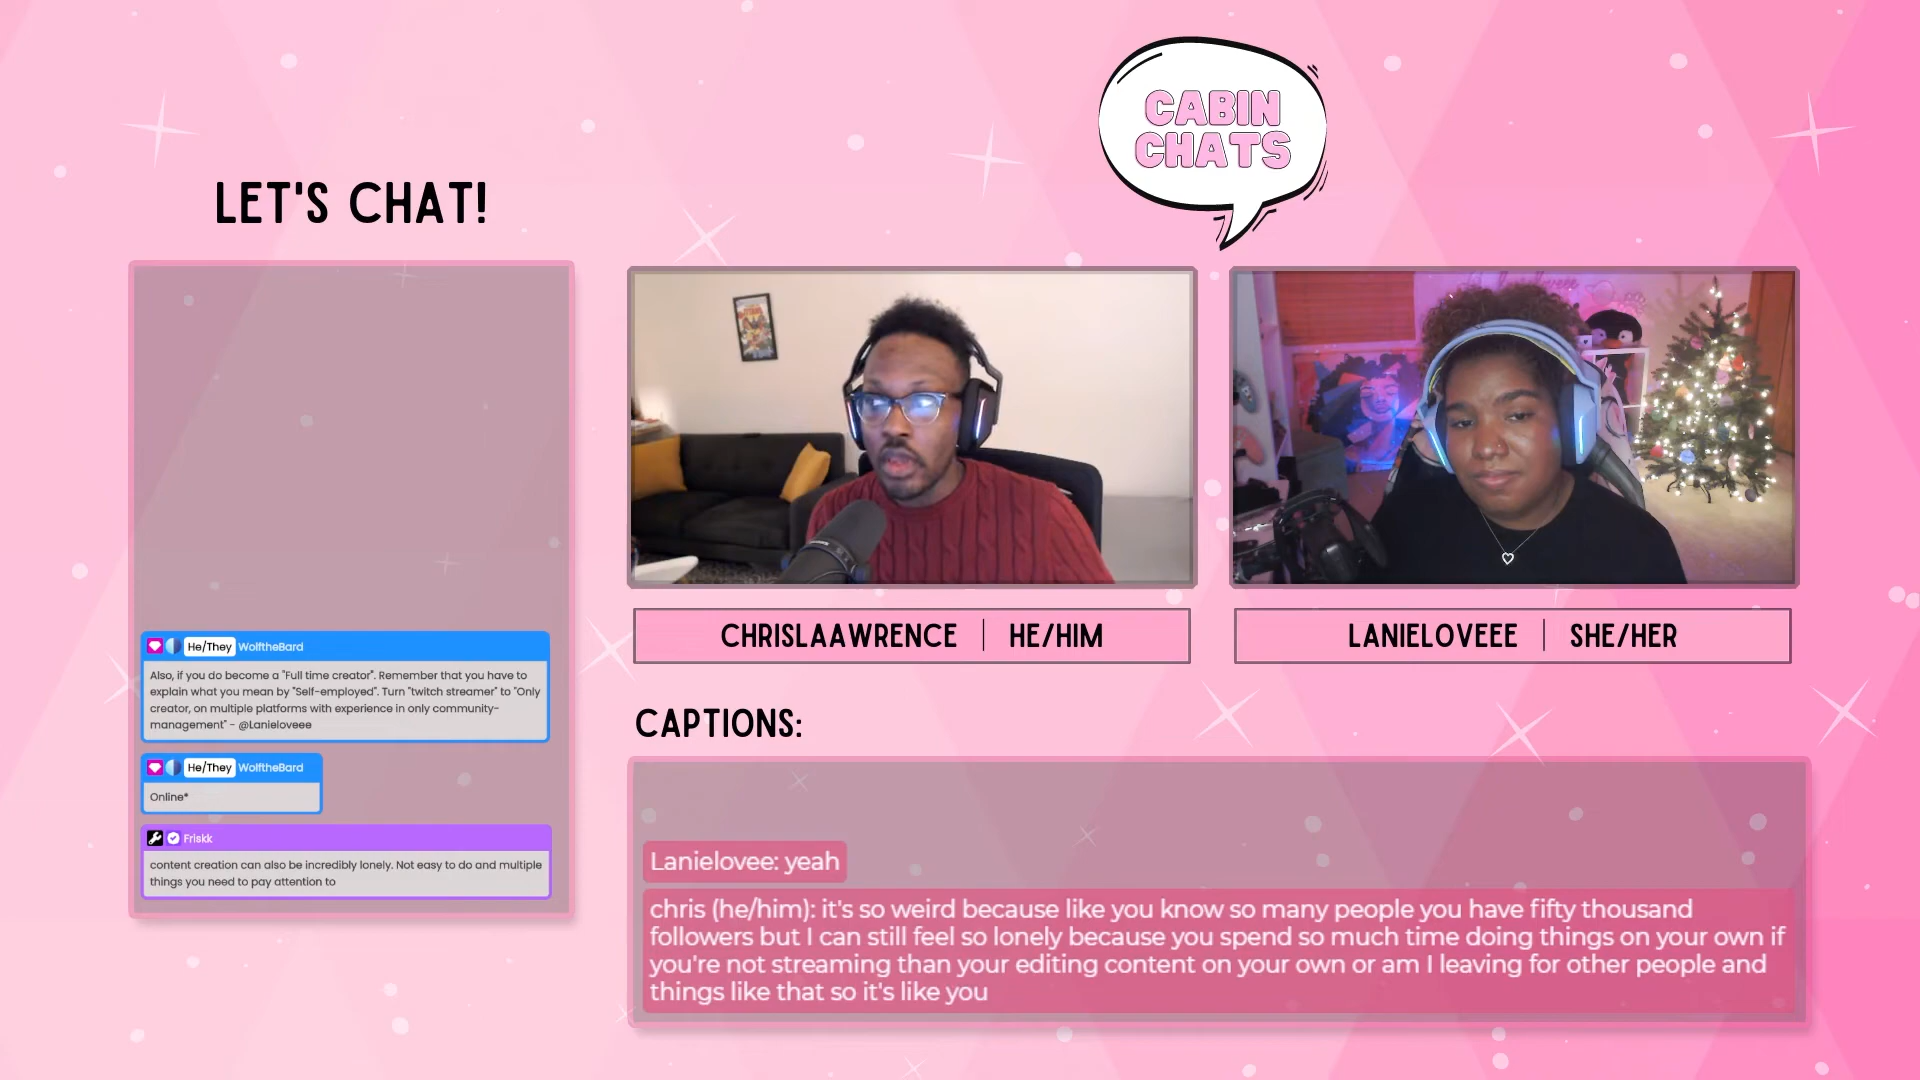 CABIN
CHATS
LET'S CHAT!
He/They WolftheBard
Also, if you do become a "Full time creator". Remember that you have to
explain what you mean by "Self-employed". Turn "twitch streamer" to "Only
creator, on multiple platforms with experience in only community-
management" - @Lanieloveee
He/They WolftheBard
Online*
Friskk
content creation can also be incredibly lonely. Not easy to do and multiple
things you need to pay attention to
CHRISLAAWRENCE | HE/HIM
LANIELOVEEE | SHE/HER
CAPTIONS:
Lanielovee: yeah
chris (he/him): it's so weird because like you know so many people you have fifty thousand
followers but I can still feel so lonely because you spend so much time doing things on your own if
you're not streaming than your editing content on your own or am I leaving for other people and
things like that so it's like you